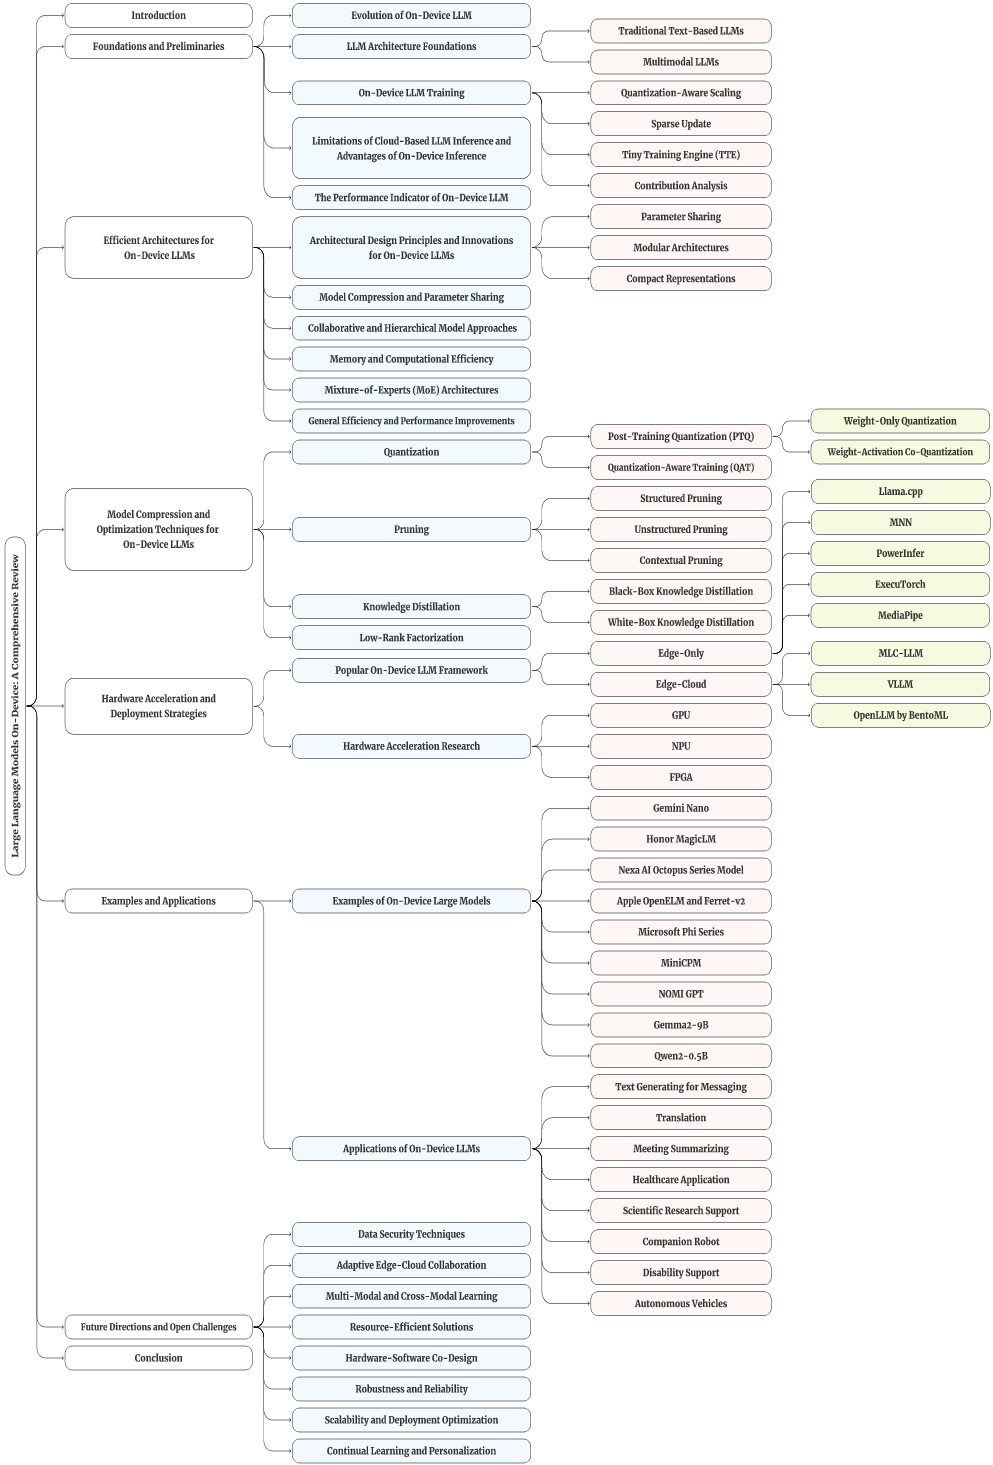 Large Language Models On-Device: A Comprehensive Review
Introduction
Foundations and Preliminaries
Evolution of On-Device LLM
LLM Architecture Foundations
Traditional Text-Based LLMs
Multimodal LLMs
On-Device LLM Training
Quantization-Aware Scaling
Sparse Update
Tiny Training Engine (TTE)
Contribution Analysis
Limitations of Cloud-Based LLM Inference and
Advantages of On-Device Inference
The Performance Indicator of On-Device LLM
Efficient Architectures for
On-Device LLMs
Architectural Design Principles and Innovations
for On-Device LLMs
Parameter Sharing
Modular Architectures
Compact Representations
Model Compression and Parameter Sharing
Collaborative and Hierarchical Model Approaches
Memory and Computational Efficiency
Mixture-of-Experts (MoE) Architectures
General Efficiency and Performance Improvements
Model Compression and
Optimization Techniques for
On-Device LLMs
Quantization
Post-Training Quantization (PTQ)
Weight-Only Quantization
Weight-Activation Co-Quantization
Quantization-Aware Training (QAT)
Pruning
Structured Pruning
Unstructured Pruning
Contextual Pruning
Knowledge Distillation
Black-Box Knowledge Distillation
White-Box Knowledge Distillation
Low-Rank Factorization
Hardware Acceleration and
Deployment Strategies
Popular On-Device LLM Framework
Edge-Only
Llama.cpp
MNN
PowerInfer
ExecuTorch
MediaPipe
Edge-Cloud
MLC-LLM
VLLM
OpenLLM by BentoML
Hardware Acceleration Research
GPU
NPU
FPGA
Examples and Applications
Examples of On-Device Large Models
Gemini Nano
Honor MagicLM
Nexa AI Octopus Series Model
Apple OpenELM and Ferret-v2
Microsoft Phi Series
MiniCPM
NOMI GPT
Gemma2-9B
Qwen2-0.5B
Applications of On-Device LLMs
Text Generating for Messaging
Translation
Meeting Summarizing
Healthcare Application
Scientific Research Support
Companion Robot
Disability Support
Autonomous Vehicles
Future Directions and Open Challenges
Data Security Techniques
Adaptive Edge-Cloud Collaboration
Multi-Modal and Cross-Modal Learning
Resource-Efficient Solutions
Hardware-Software Co-Design
Robustness and Reliability
Scalability and Deployment Optimization
Continual Learning and Personalization
Conclusion